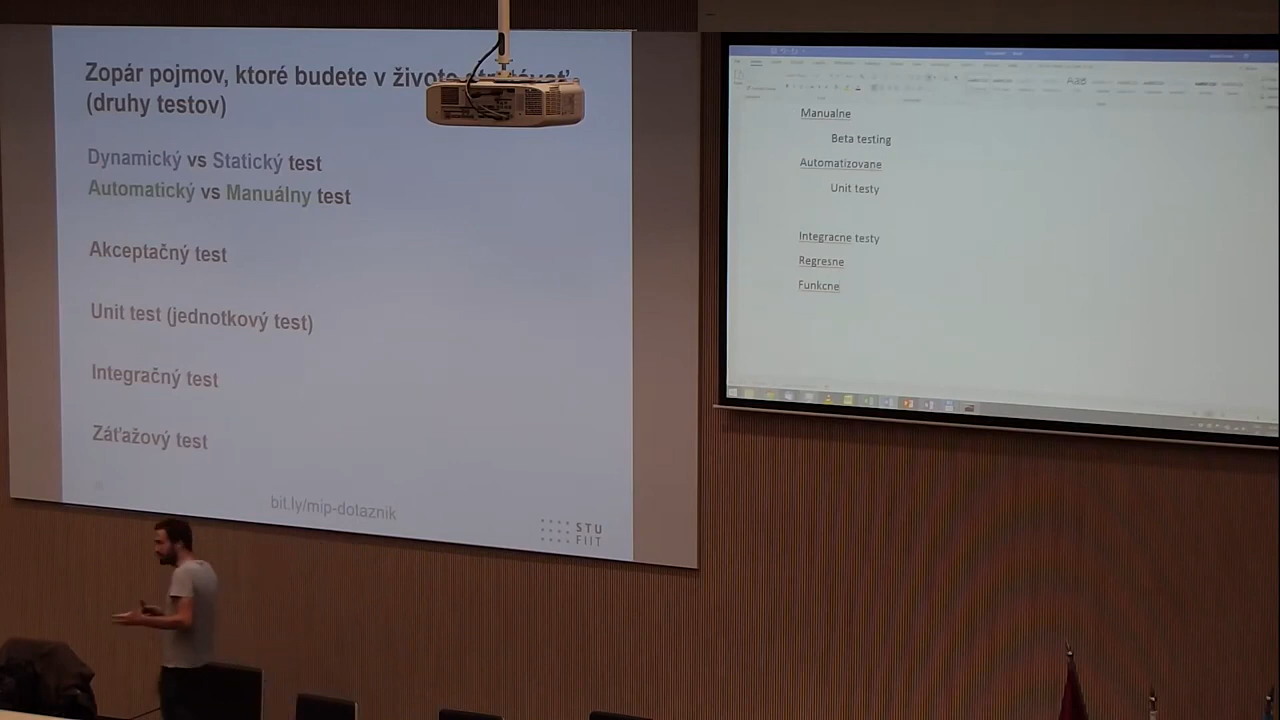 Zopár pojmov, ktoré budete v živote
(druhy testov)
Dynamický vs Statický test
Automatický vs Manuálny test
Akceptačný test
Unit test (jednotkový test)
Integračný test
Záťažový test
bit.ly/mip-dotaznik
STU
FIIT
Manualne
Beta testing
Automatizovane
Unit testy
Integracne testy
Regresne
Funkcne